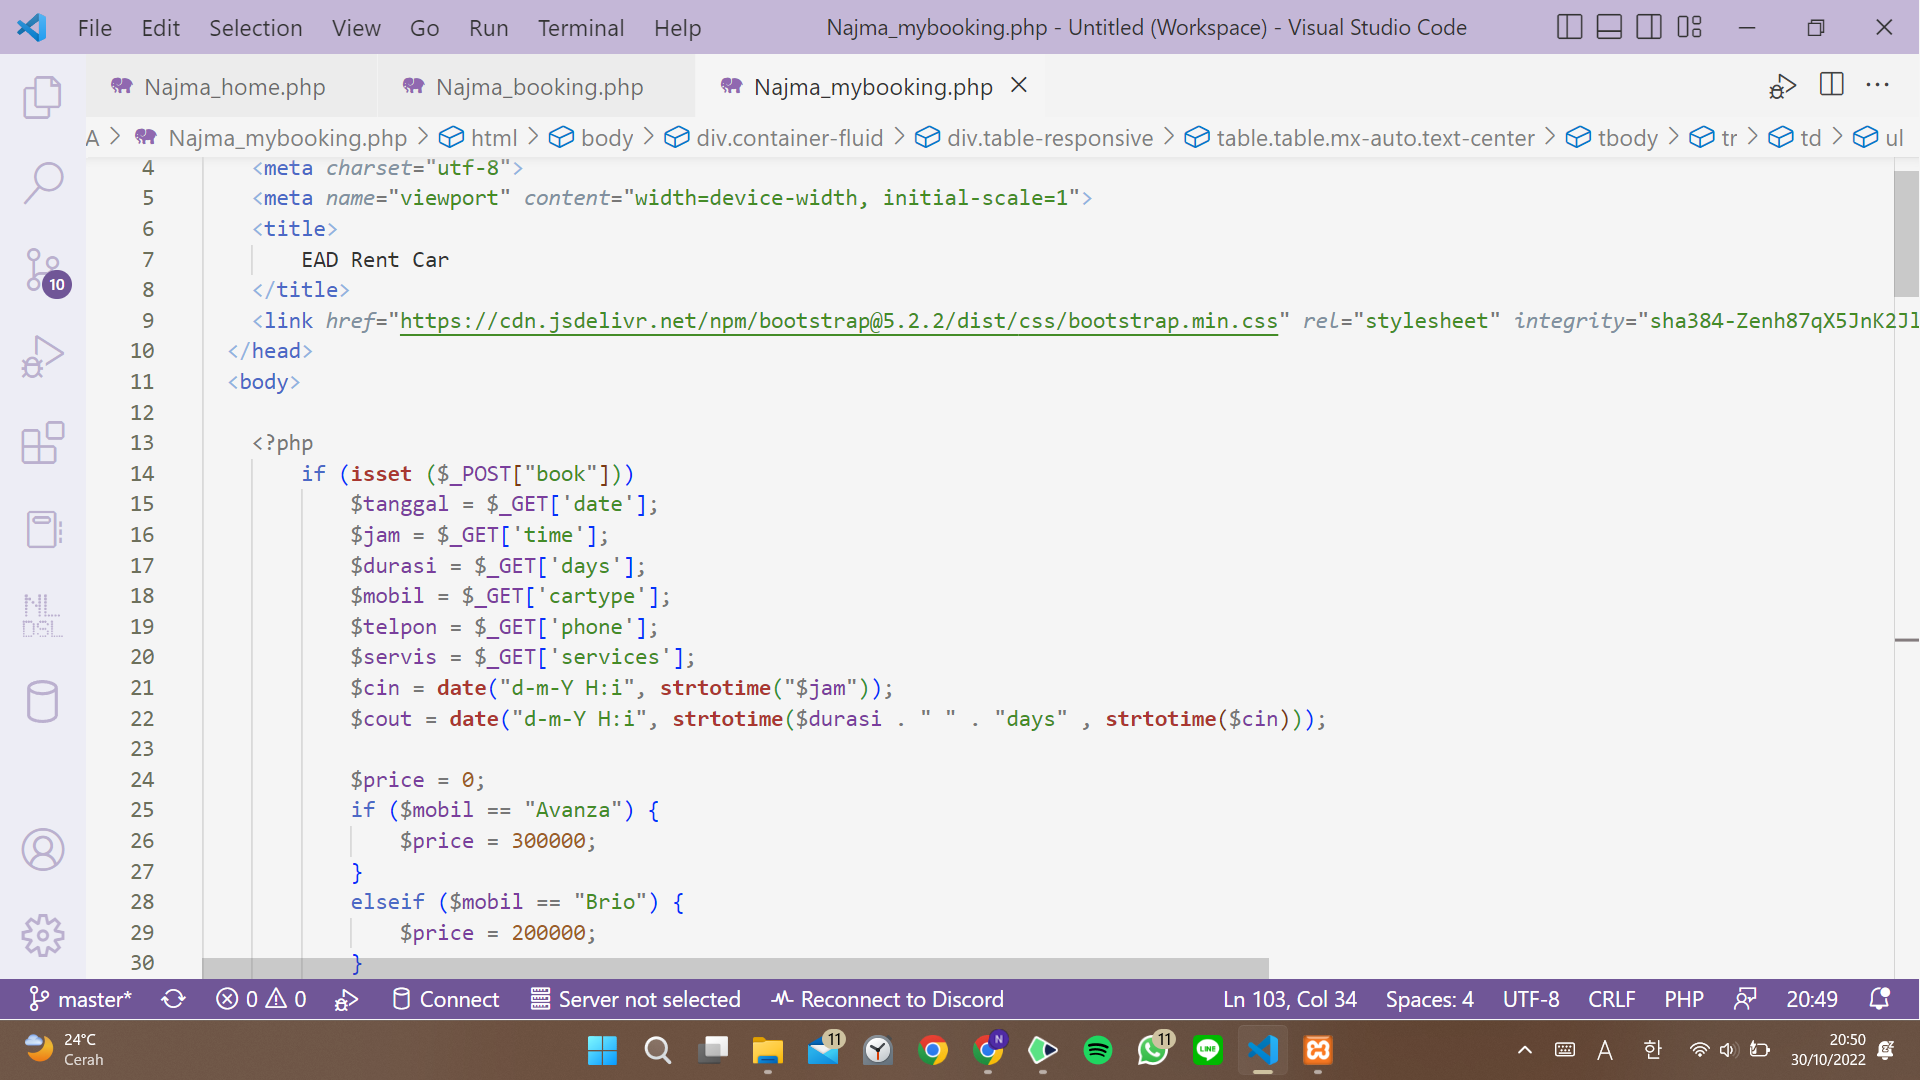 File Edit Selection View Go Run Terminal Help Najma_mybooking.php - Untitled (Workspace) - Visual Studio Code
Najma_home.php Najma_booking.php Najma_mybooking.php
A > Najma_mybooking.php > html > body > div.container-fluid > div.table-responsive > table.table.mx-auto.text-center > tbody > tr > td > ul
4 <meta charset="utf-8">
5 <meta name="viewport" content="width=device-width, initial-scale=1">
6 <title>
7 EAD Rent Car
8 </title>
9 <link href="https://cdn.jsdelivr.net/npm/bootstrap@5.2.2/dist/css/bootstrap.min.css" rel="stylesheet" integrity="sha384-Zenh87qX5JnK2Jl
10 </head>
11 <body>
12
13 <?php
14 if (isset ($_POST["book"]))
15 $tanggal = $_GET['date'];
16 $jam = $_GET['time'];
17 $durasi = $_GET['days'];
18 $mobil = $_GET['cartype'];
19 $telpon = $_GET['phone'];
20 $servis = $_GET['services'];
21 $cin = date("d-m-Y H:i", strtotime("$jam"));
22 $cout = date("d-m-Y H:i", strtotime($durasi . " " . "days" , strtotime($cin)));
23
24 $price = 0;
25 if ($mobil == "Avanza") {
26 $price = 300000;
27 }
28 elseif ($mobil == "Brio") {
29 $price = 200000;
30 }
10
NL
DSL
master* 0 0 Connect Server not selected Reconnect to Discord Ln 103, Col 34 Spaces: 4 UTF-8 CRLF PHP 20:49
24°C
Cerah
11
N
11
LINE
A 한
20:50
30/10/2022